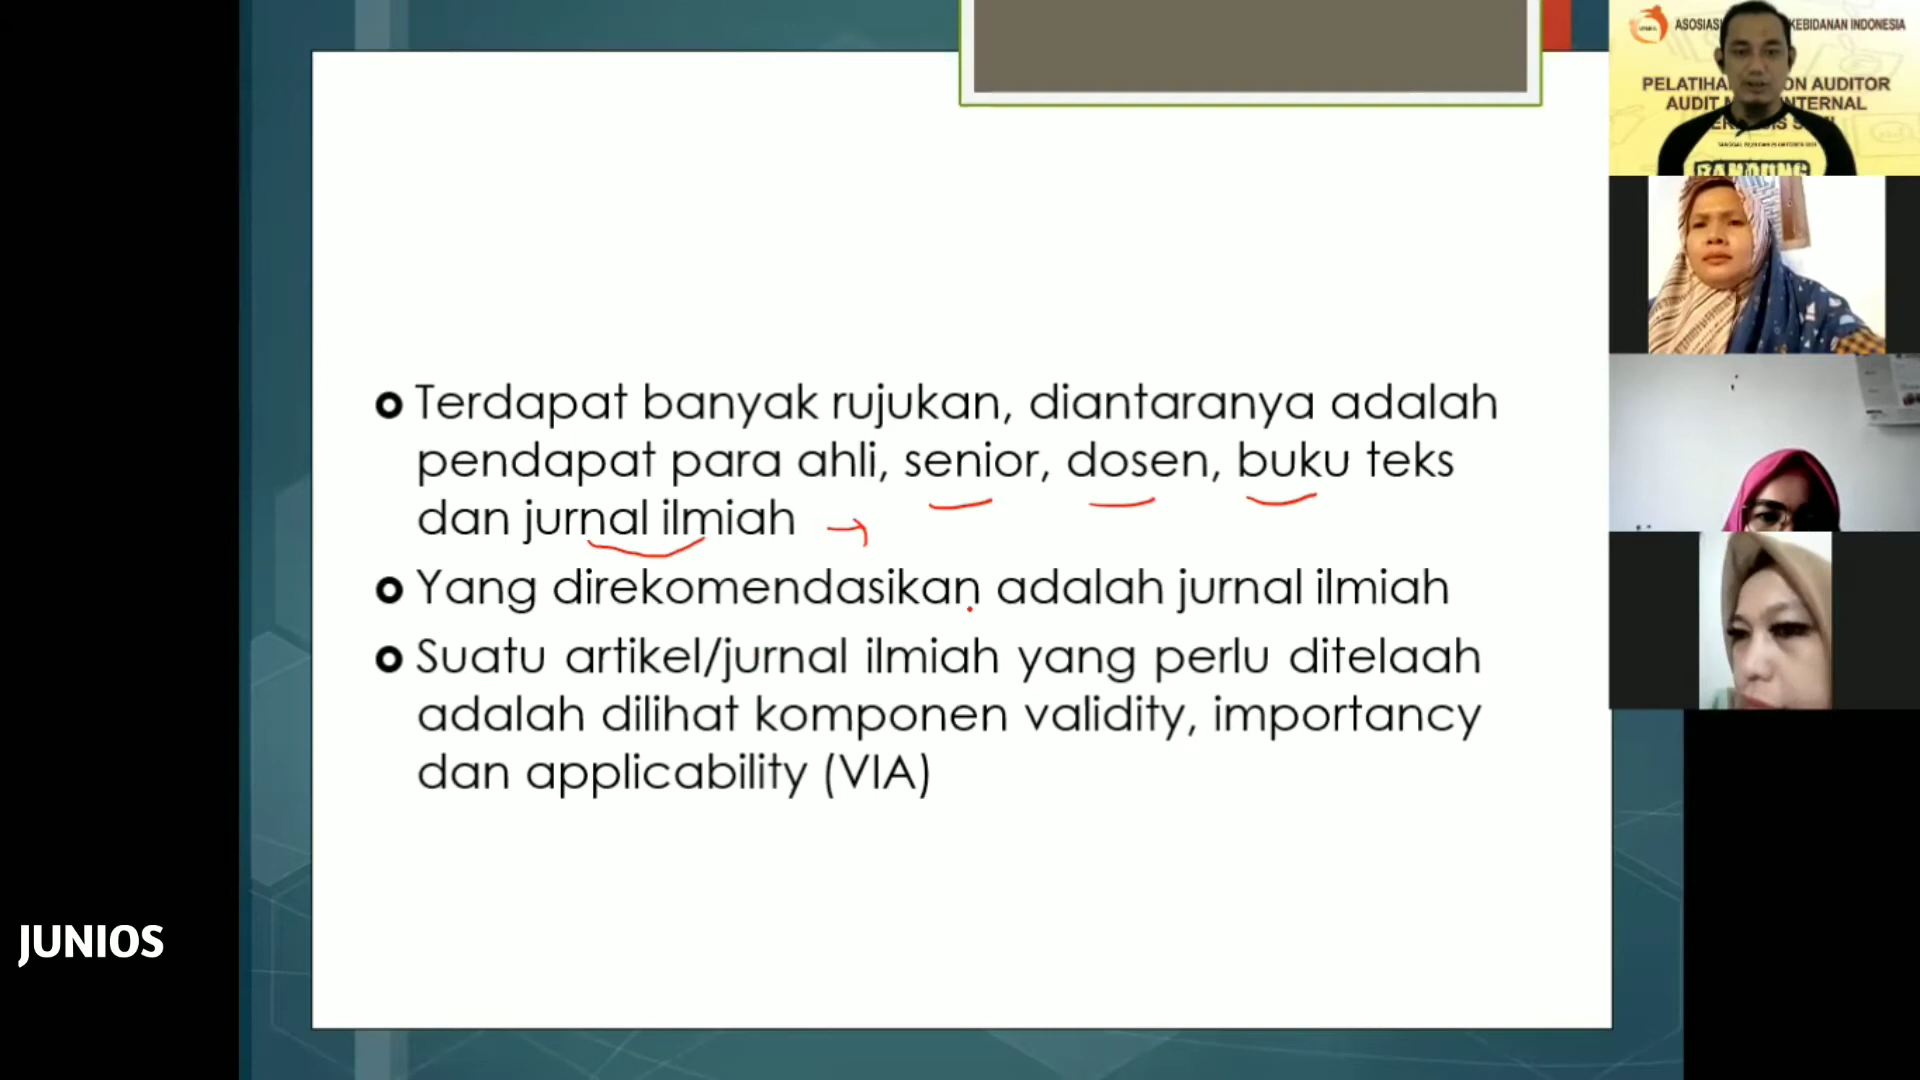 Terdapat banyak rujukan, diantaranya adalah
pendapat para ahli, senior, dosen, buku teks
dan jurnal ilmiah
Yang direkomendasikan adalah jurnal ilmiah
Suatu artikel/jurnal ilmiah yang perlu ditelaah
adalah dilihat komponen validity, importancy
dan applicability (VIA)
JUNIOS
ASOSIASI KEBIDANAN INDONESIA
AUDITOR
AUDIT INTERNAL
BANDUNG